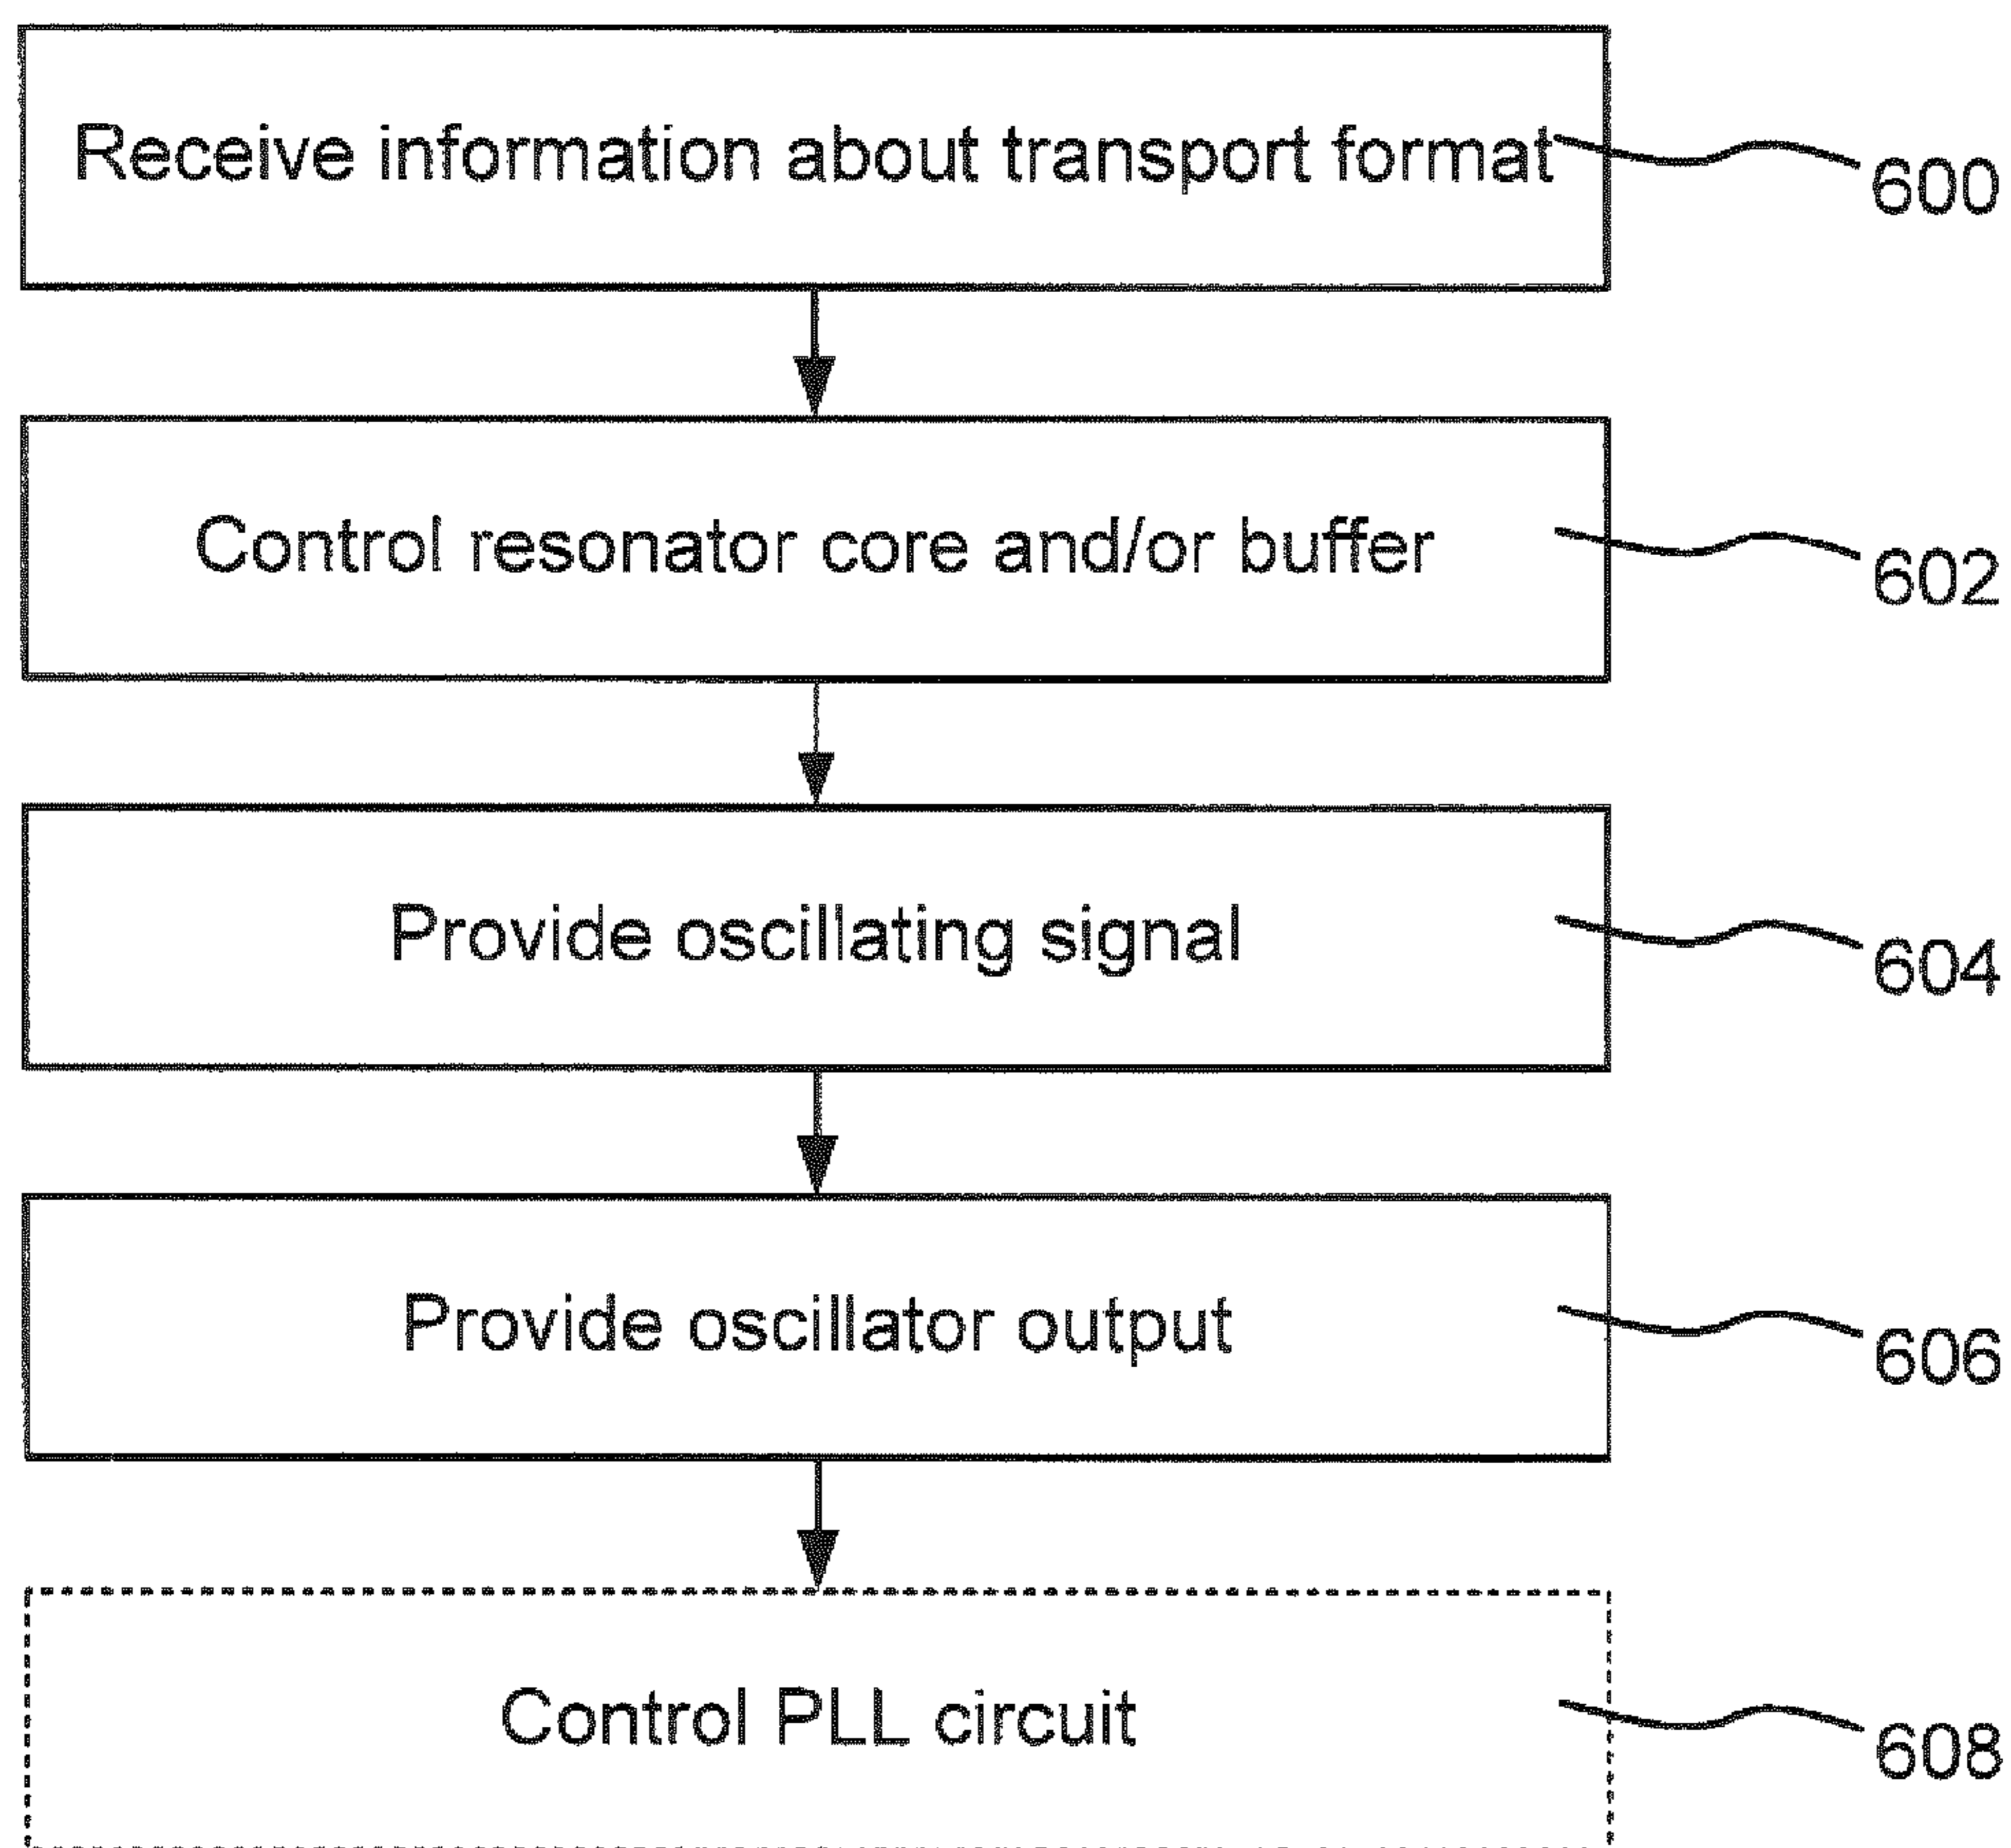 Receive information about transport format
600
Control resonator core and/or buffer
602
Provide oscillating signal
604
Provide oscillator output
606
Control PLL circuit
608